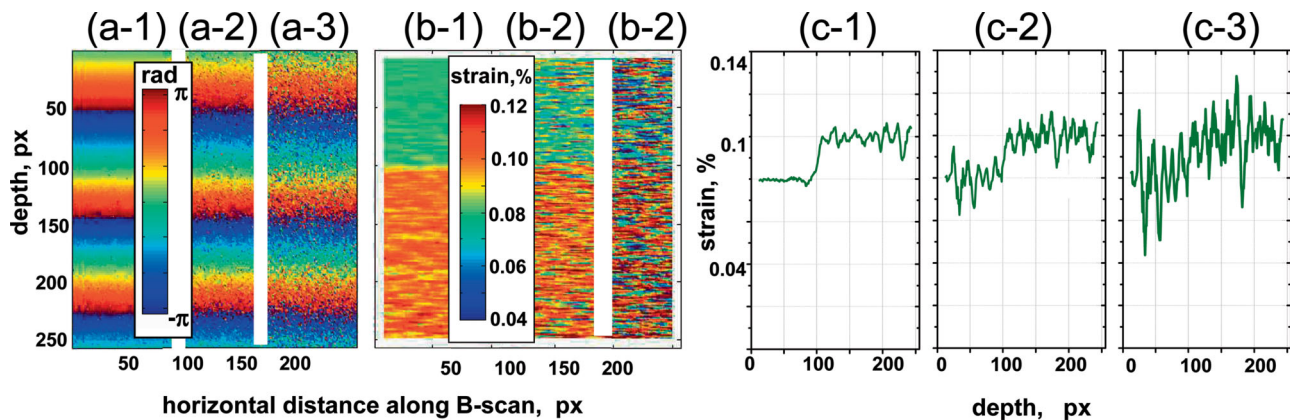 (a-1) (a-2) (a-3) (b-1) (b-2) (b-2) (c-1) (c-2) (c-3)
rad
π
-π
50
100
150
200
250
depth, px
50 100 150 200
strain,%
0.12
0.10
0.08
0.06
0.04
50 100 150 200
horizontal distance along B-scan, px
0.14
0.1
0.04
strain, %
0 100 200
0 100 200
0 100 200
depth, px